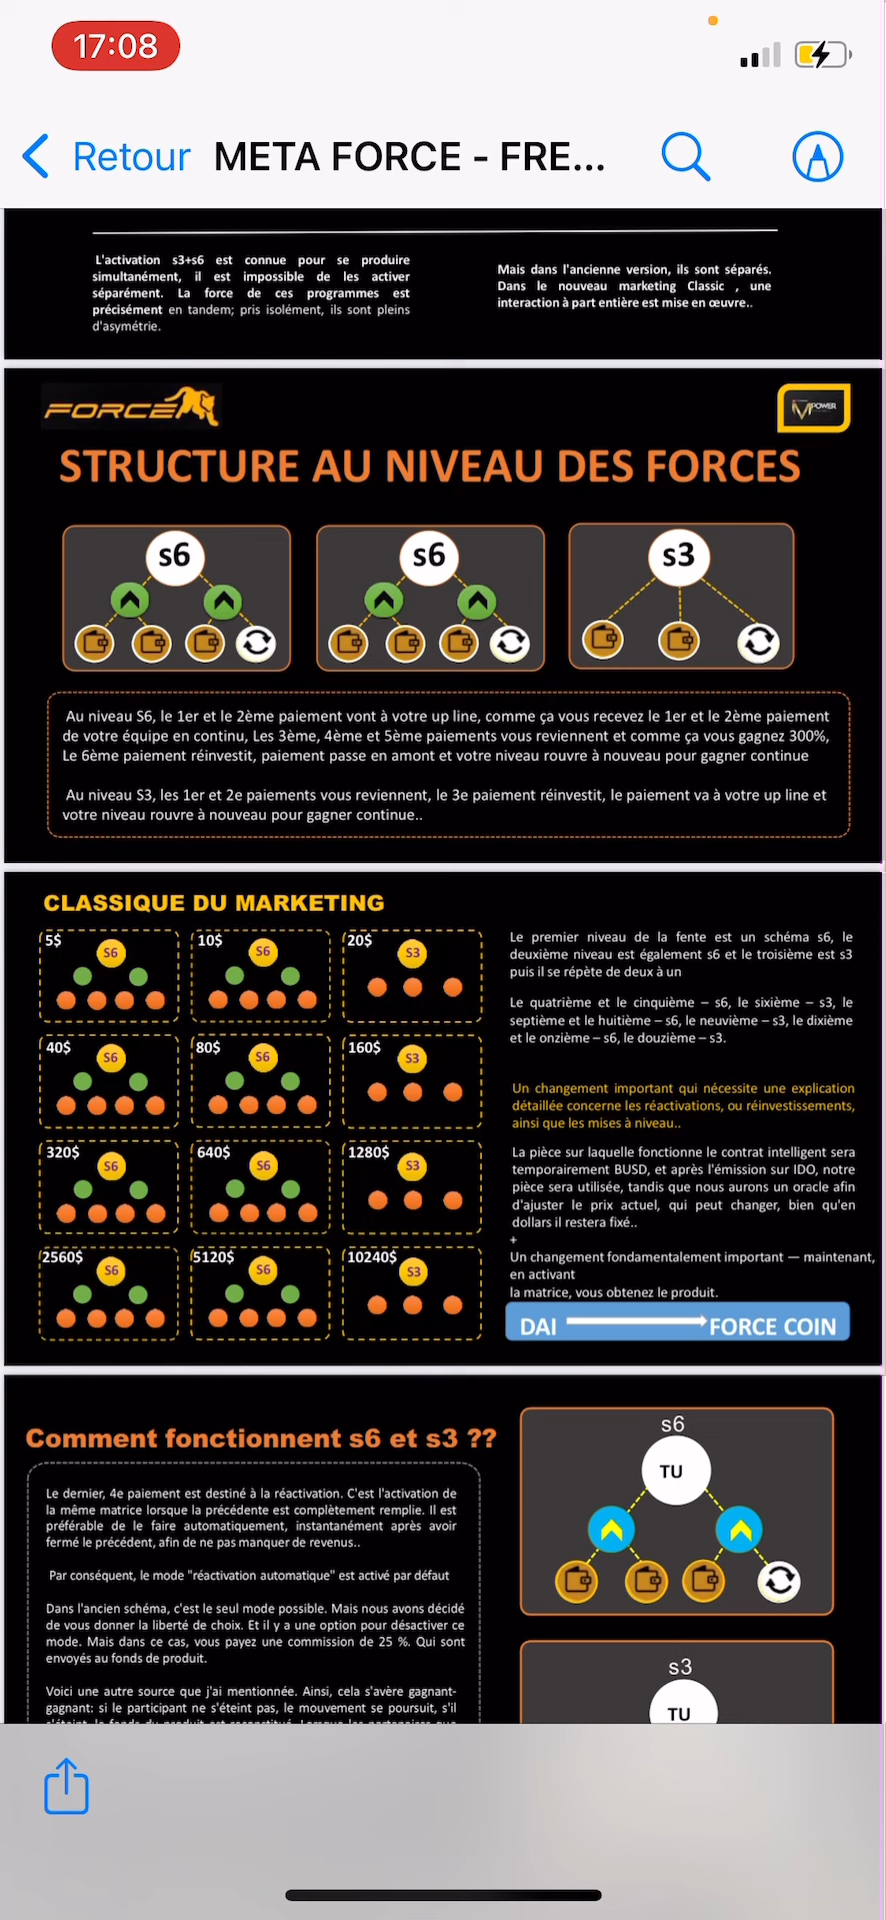 17:08
Retour
META FORCE - FRE...
L'activation s3+s6 est connue pour se produire
simultanément, il est impossible de les activer
séparément. La force de ces programmes est
précisément en tandem; pris isolément, ils sont pleins
d'asymétrie.
Mais dans l'ancienne version, ils sont séparés.
Dans le nouveau marketing Classic , une
interaction à part entière est mise en œuvre..
FORCE
POWER
STRUCTURE AU NIVEAU DES FORCES
s6
s6
s3
Au niveau S6, le 1er et le 2ème paiement vont à votre up line, comme ça vous recevez le 1er et le 2ème paiement
de votre équipe en continu, Les 3ème, 4ème et 5ème paiements vous reviennent et comme ça vous gagnez 300%,
Le 6ème paiement réinvestit, paiement passe en amont et votre niveau rouvre à nouveau pour gagner continue
Au niveau S3, les 1er et 2e paiements vous reviennent, le 3e paiement réinvestit, le paiement va à votre up line et
votre niveau rouvre à nouveau pour gagner continue..
CLASSIQUE DU MARKETING
5$ S6
10$ S6
20$ S3
40$ S6
80$ S6
160$ S3
320$ S6
640$ S6
1280$ S3
2560$ S6
5120$ S6
10240$ S3
Le premier niveau de la fente est un schéma s6, le
deuxième niveau est également s6 et le troisième est s3
puis il se répète de deux à un
Le quatrième et le cinquième – s6, le sixième – s3, le
septième et le huitième – s6, le neuvième – s3, le dixième
et le onzième – s6, le douzième – s3.
Un changement important qui nécessite une explication
détaillée concerne les réactivations, ou réinvestissements,
ainsi que les mises à niveau..
La pièce sur laquelle fonctionne le contrat intelligent sera
temporairement BUSD, et après l'émission sur IDO, notre
pièce sera utilisée, tandis que nous aurons un oracle afin
d'ajuster le prix actuel, qui peut changer, bien qu'en
dollars il restera fixé..
+
Un changement fondamentalement important — maintenant,
en activant
la matrice, vous obtenez le produit.
DAI FORCE COIN
Comment fonctionnent s6 et s3 ??
Le dernier, 4e paiement est destiné à la réactivation. C'est l'activation de
la même matrice lorsque la précédente est complètement remplie. Il est
préférable de le faire automatiquement, instantanément après avoir
fermé le précédent, afin de ne pas manquer de revenus..
Par conséquent, le mode "réactivation automatique" est activé par défaut
Dans l'ancien schéma, c'est le seul mode possible. Mais nous avons décidé
de vous donner la liberté de choix. Et il y a une option pour désactiver ce
mode. Mais dans ce cas, vous payez une commission de 25 %. Qui sont
envoyés au fonds de produit.
Voici une autre source que j'ai mentionnée. Ainsi, cela s'avère gagnant-
gagnant: si le participant ne s'éteint pas, le mouvement se poursuit, s'il
s6
TU
s3
TU